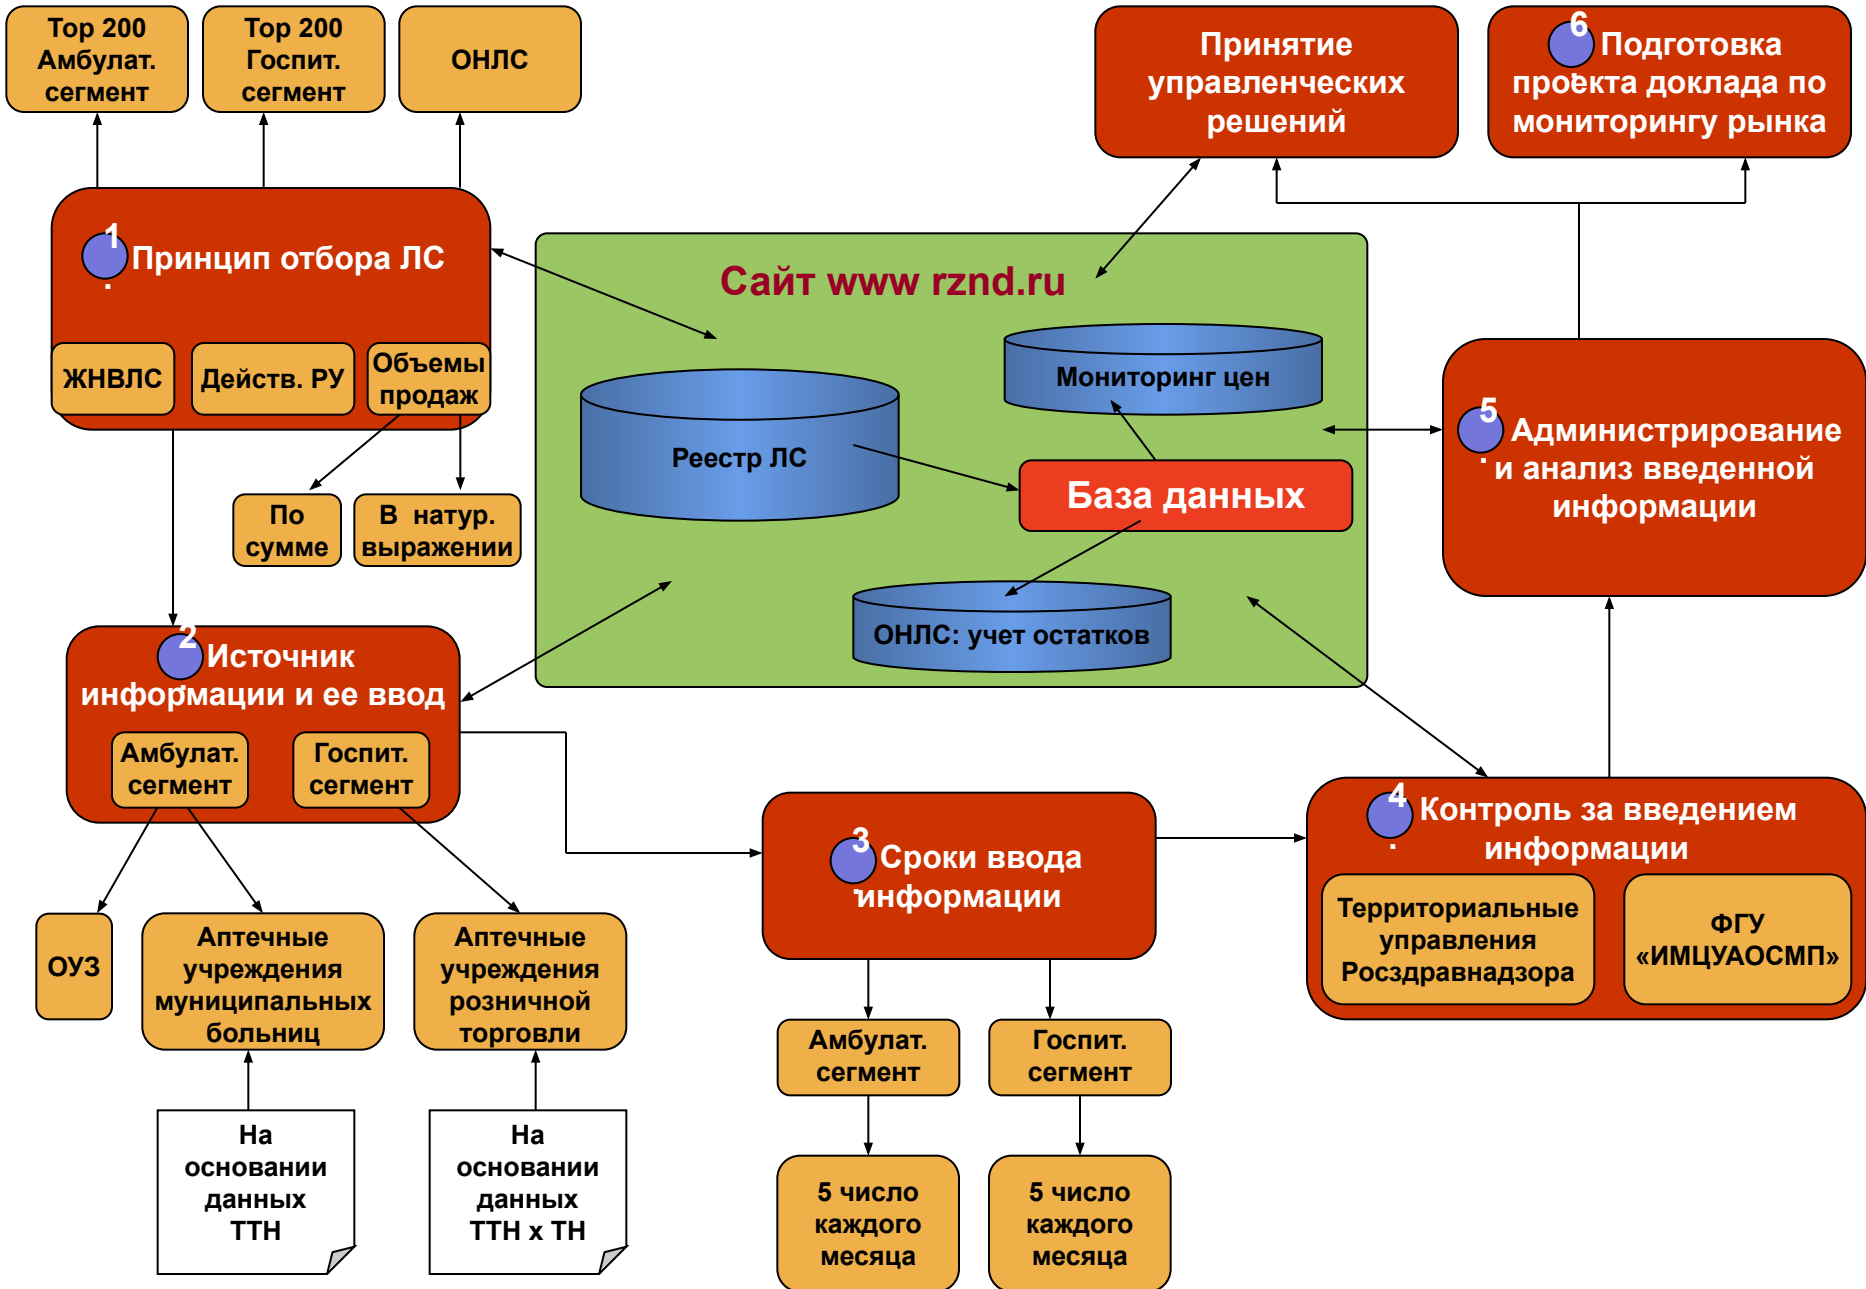 Top 200
Амбулат.
сегмент
Top 200
Госпит.
сегмент
ОНЛС
Принятие
управленческих
решений
6
. Подготовка
проекта доклада по
мониторингу рынка
1
. Принцип отбора ЛС
ЖНВЛС
Действ. РУ
Объемы
продаж
По
сумме
В натур.
выражении
Сайт www rznd.ru
Мониторинг цен
Реестр ЛС
База данных
ОНЛС: учет остатков
5
. Администрирование
и анализ введенной
информации
2
. Источник
информации и ее ввод
Амбулат.
сегмент
Госпит.
сегмент
ОУЗ
Аптечные
учреждения
муниципальных
больниц
Аптечные
учреждения
розничной
торговли
На
основании
данных
ТТН
На
основании
данных
ТТН х ТН
3
. Сроки ввода
информации
Амбулат.
сегмент
Госпит.
сегмент
5 число
каждого
месяца
5 число
каждого
месяца
4
. Контроль за введением
информации
Территориальные
управления
Росздравнадзора
ФГУ
«ИМЦУАОСМП»